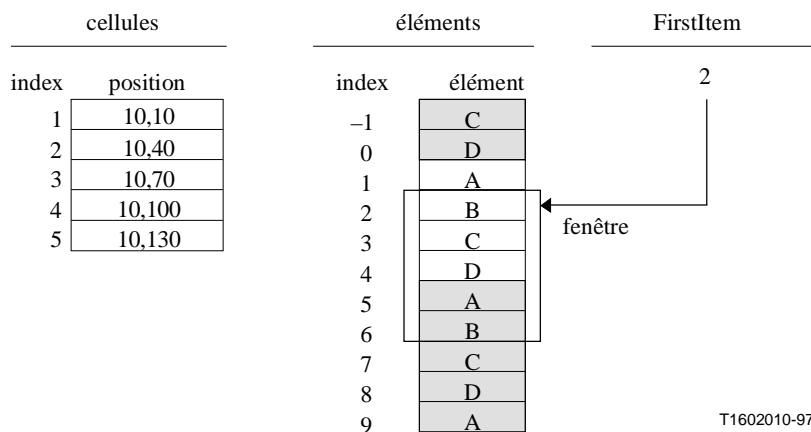 cellules
éléments
FirstItem
index position
1 10,10
2 10,40
3 10,70
4 10,100
5 10,130
index élément
–1 C
0 D
1 A
2 B
3 C
4 D
5 A
6 B
7 C
8 D
9 A
2
fenêtre
T1602010-97